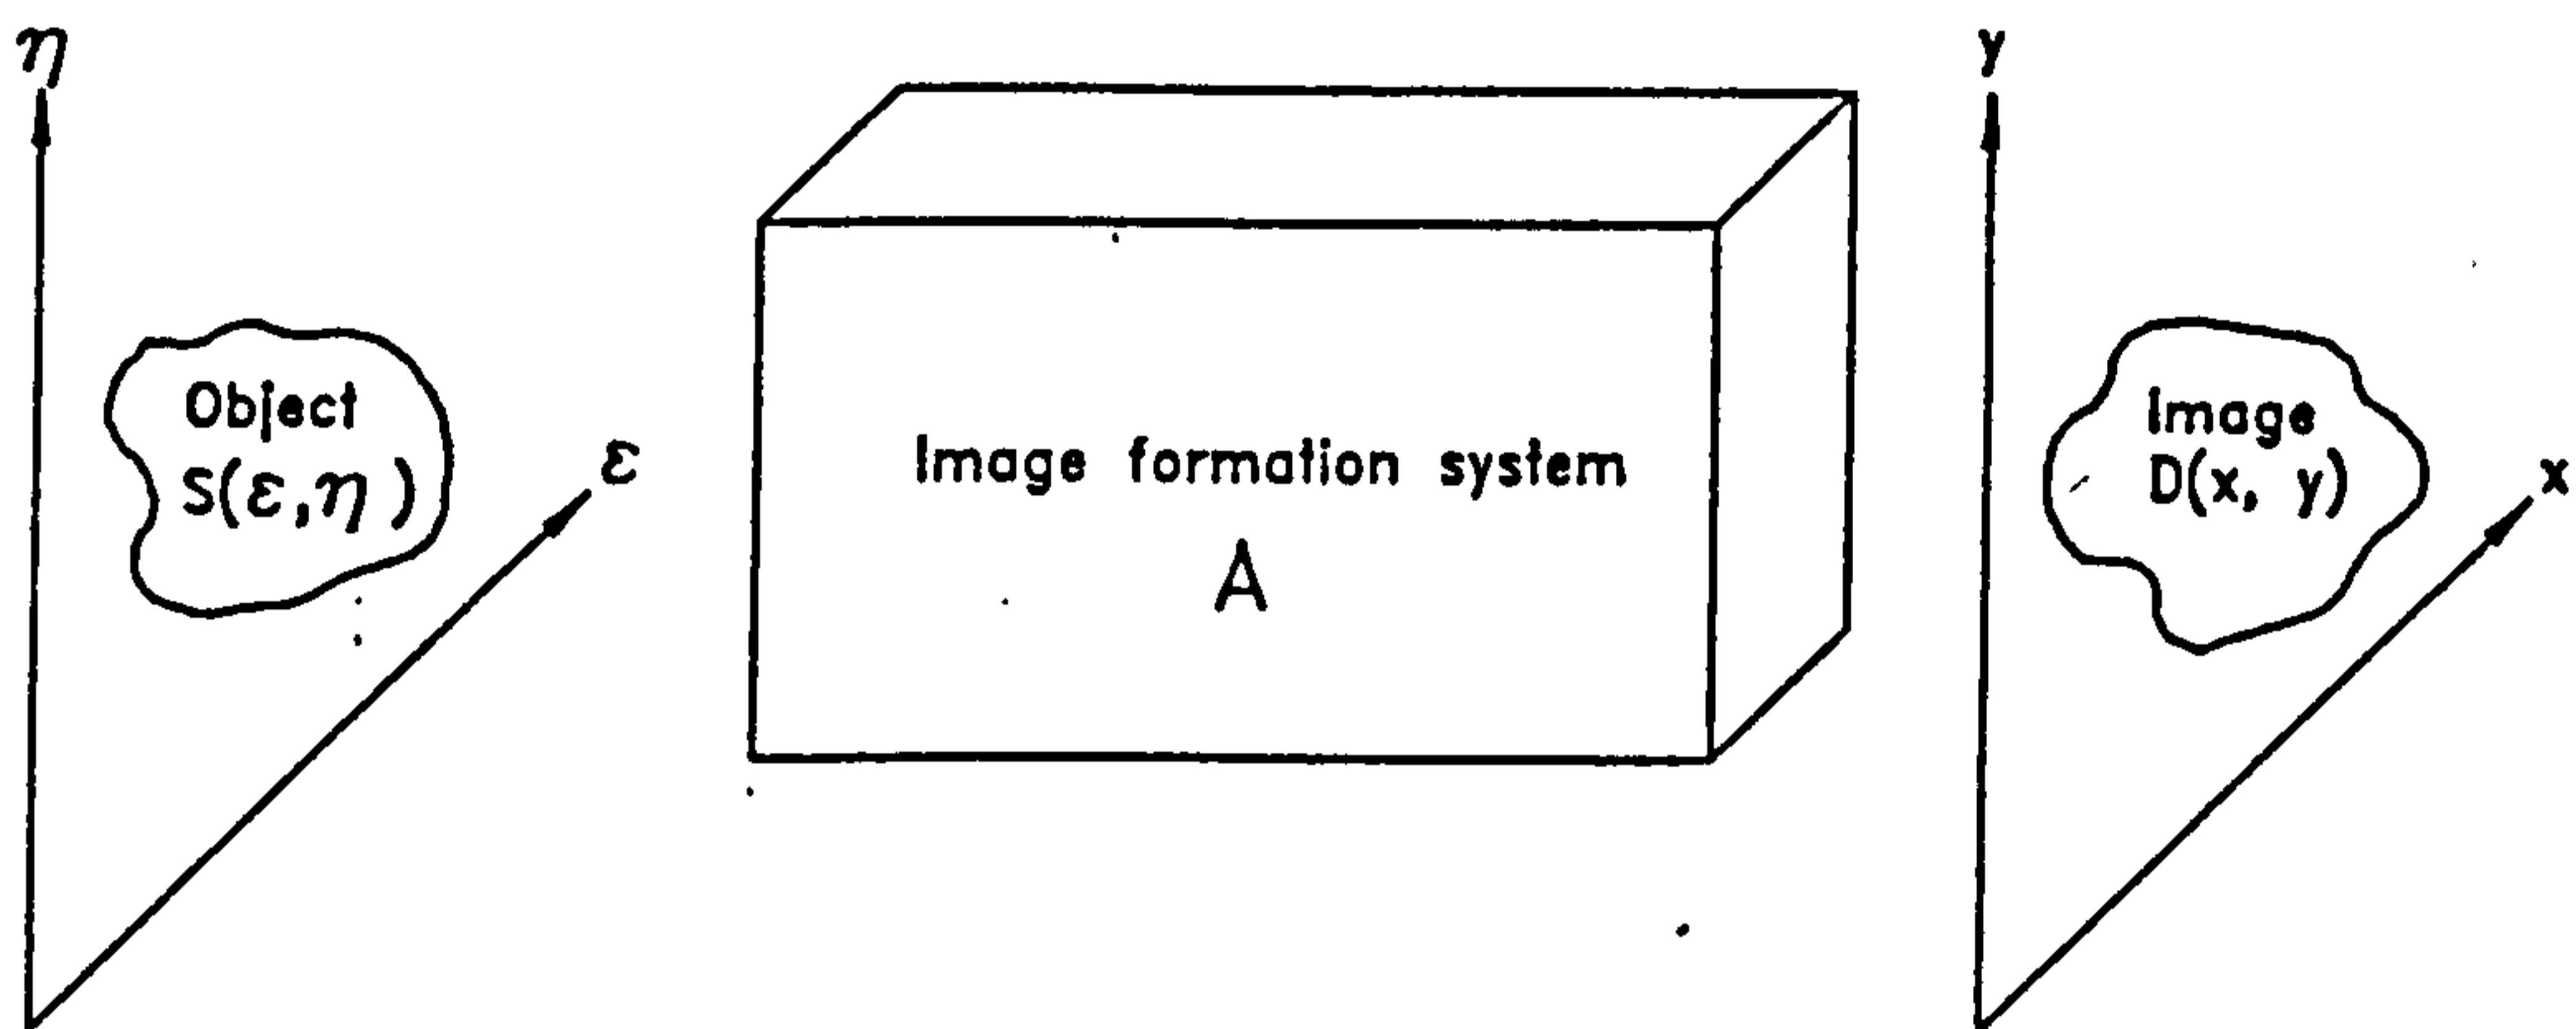 η
Object
S(ε,η)
ε
Image formation system
A
y
Image
D(x, y)
x